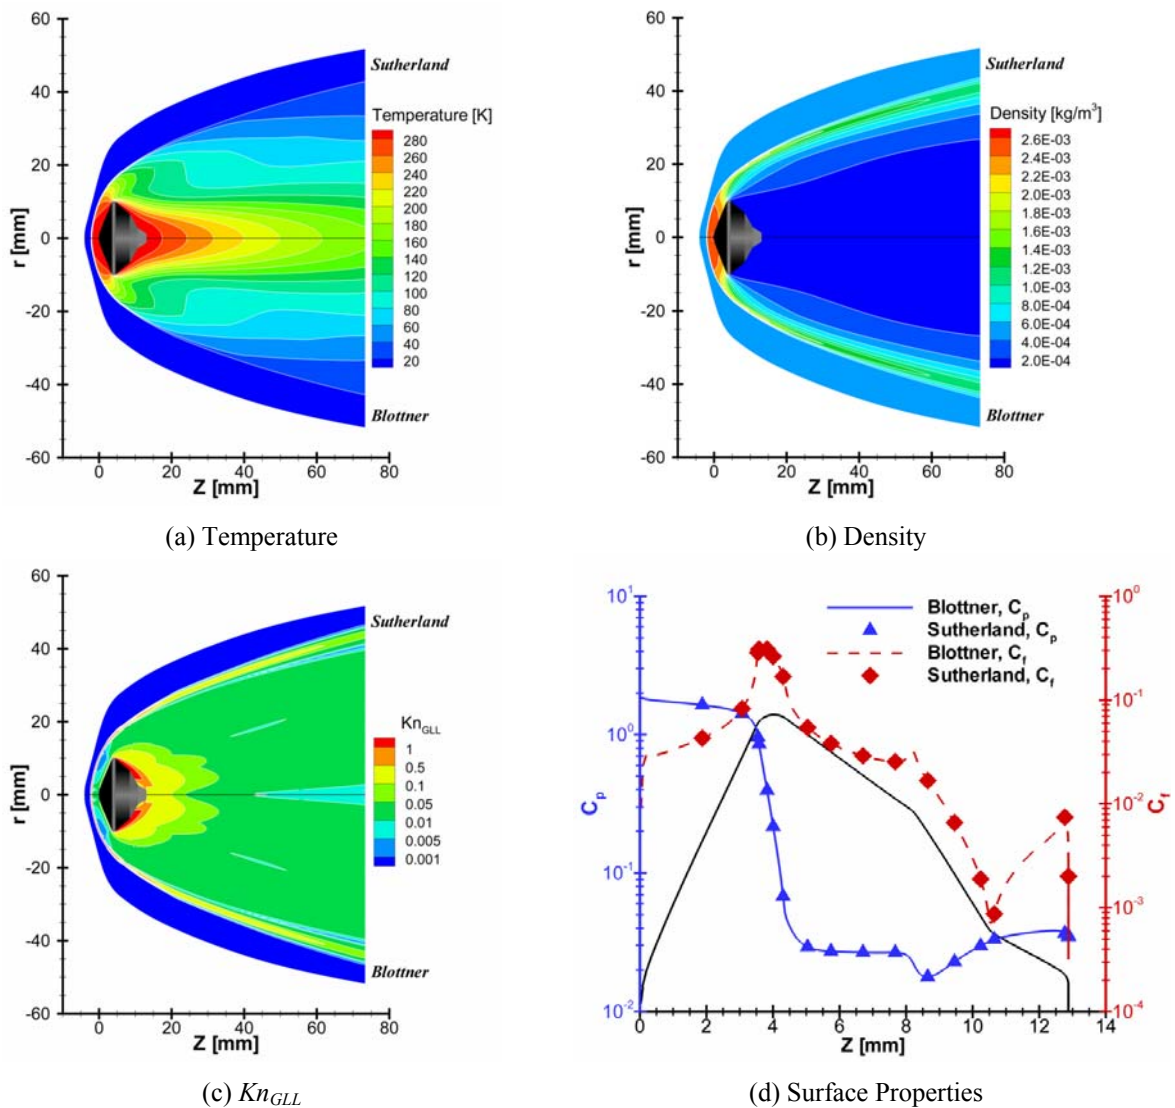 60
40
20
0
-20
-40
-60
r [mm]
0 20 40 60 80
Z [mm]
Sutherland
Temperature [K]
280
260
240
220
200
180
160
140
120
100
80
60
40
20
Blottner
(a) Temperature
60
40
20
0
-20
-40
-60
r [mm]
0 20 40 60 80
Z [mm]
Sutherland
Density [kg/m³]
2.6E-03
2.4E-03
2.2E-03
2.0E-03
1.8E-03
1.6E-03
1.4E-03
1.2E-03
1.0E-03
8.0E-04
6.0E-04
4.0E-04
2.0E-04
Blottner
(b) Density
60
40
20
0
-20
-40
-60
r [mm]
0 20 40 60 80
Z [mm]
Sutherland
Kn_GLL
1
0.5
0.1
0.05
0.01
0.005
0.001
Blottner
(c) Kn_GLL
10¹
10⁰
10⁻¹
10⁻²
C_p
Blottner, C_p
Sutherland, C_p
Blottner, C_f
Sutherland, C_f
10⁰
10⁻¹
10⁻²
10⁻³
10⁻⁴
C_f
0 2 4 6 8 10 12 14
Z [mm]
(d) Surface Properties